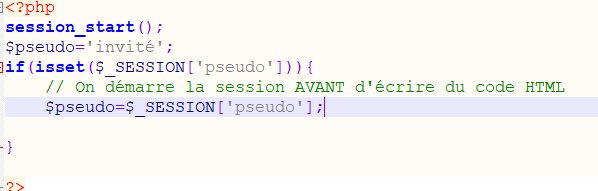 <?php
session_start();
$pseudo='invité';
if(isset($_SESSION['pseudo'])){
    // On démarre la session AVANT d'écrire du code HTML
    $pseudo=$_SESSION['pseudo'];
}
?>